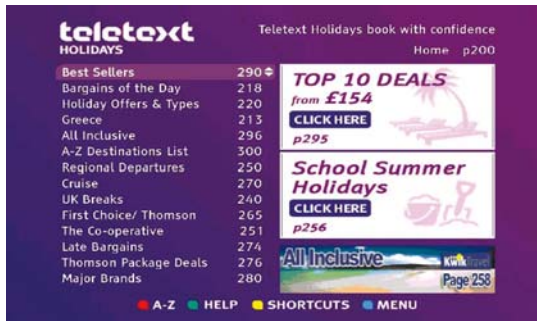 teletext
HOLIDAYS
Teletext Holidays book with confidence
Home p200
Best Sellers 290
Bargains of the Day 218
Holiday Offers & Types 220
Greece 213
All Inclusive 296
A-Z Destinations List 300
Regional Departures 250
Cruise 270
UK Breaks 240
First Choice/ Thomson 265
The Co-operative 251
Late Bargains 274
Thomson Package Deals 276
Major Brands 280
TOP 10 DEALS
from £154
CLICK HERE
p295
School Summer
Holidays
CLICK HERE
p256
All Inclusive
KwikTravel
Page 258
A-Z HELP SHORTCUTS MENU